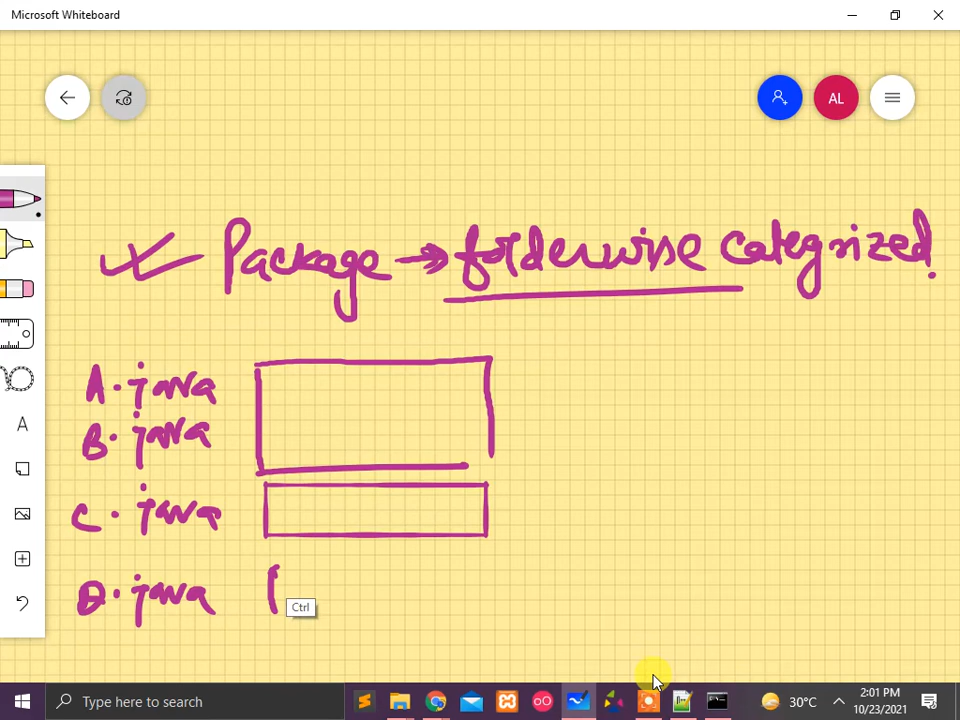 Microsoft Whiteboard
AL
Package → folderwise categrized.
A.java
B.java
C.java
D.java
Ctrl
A
Type here to search
30°C
2:01 PM
10/23/2021